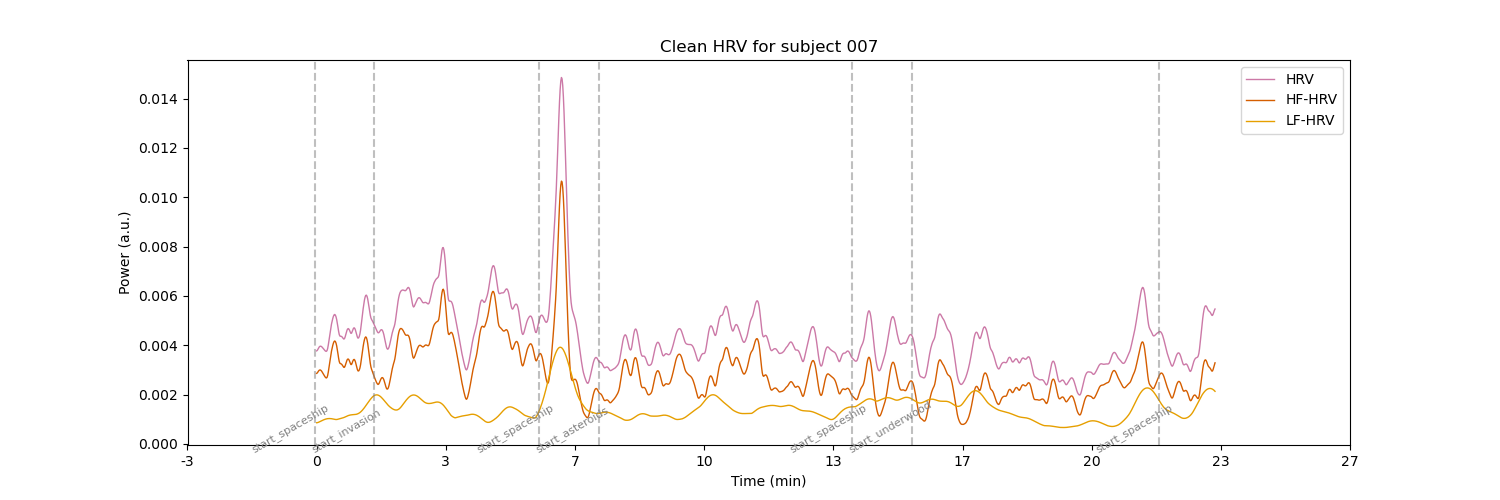 Clean HRV for subject 007
HRV
HF-HRV
LF-HRV
Power (a.u.)
0.014
0.012
0.010
0.008
0.006
0.004
0.002
0.000
start_spaceship
start_invasion
start_spaceship
start_asteroids
start_spaceship
start_underwood
start_spaceship
-3
0
3
7
10
13
17
20
23
27
Time (min)